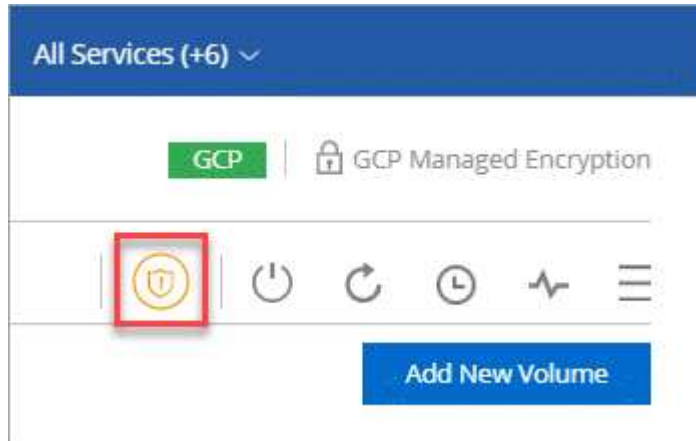 All Services (+6)
GCP
GCP Managed Encryption
Add New Volume